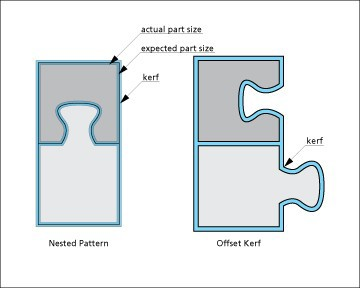 actual part size
expected part size
kerf
kerf
Nested Pattern
Offset Kerf